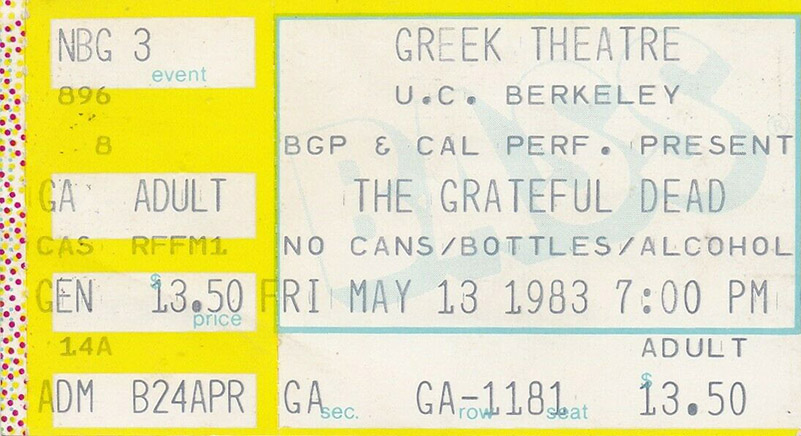 NBG 3
event
896
8
GA ADULT
CAS RFFM1
GEN $13.50
price
14A
ADM B24APR
GREEK THEATRE
U.C. BERKELEY
BGP & CAL PERF. PRESENT
THE GRATEFUL DEAD
NO CANS/BOTTLES/ALCOHOL
FRI MAY 13 1983 7:00 PM
ADULT
GA sec. GA-1181 row seat $13.50
BASS